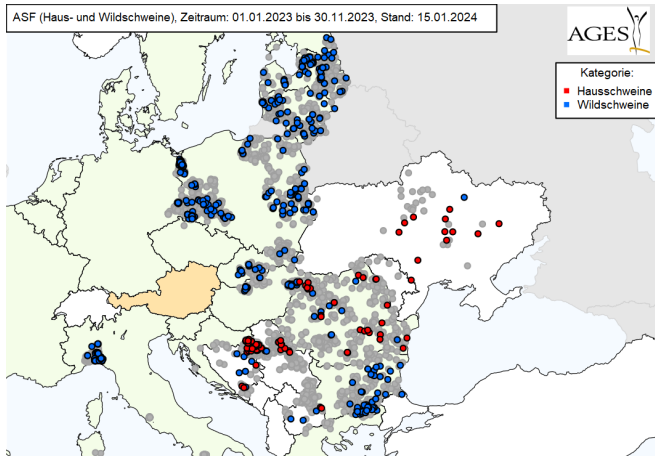 ASF (Haus- und Wildschweine), Zeitraum: 01.01.2023 bis 30.11.2023, Stand: 15.01.2024
AGES
Kategorie:
Hausschweine
Wildschweine